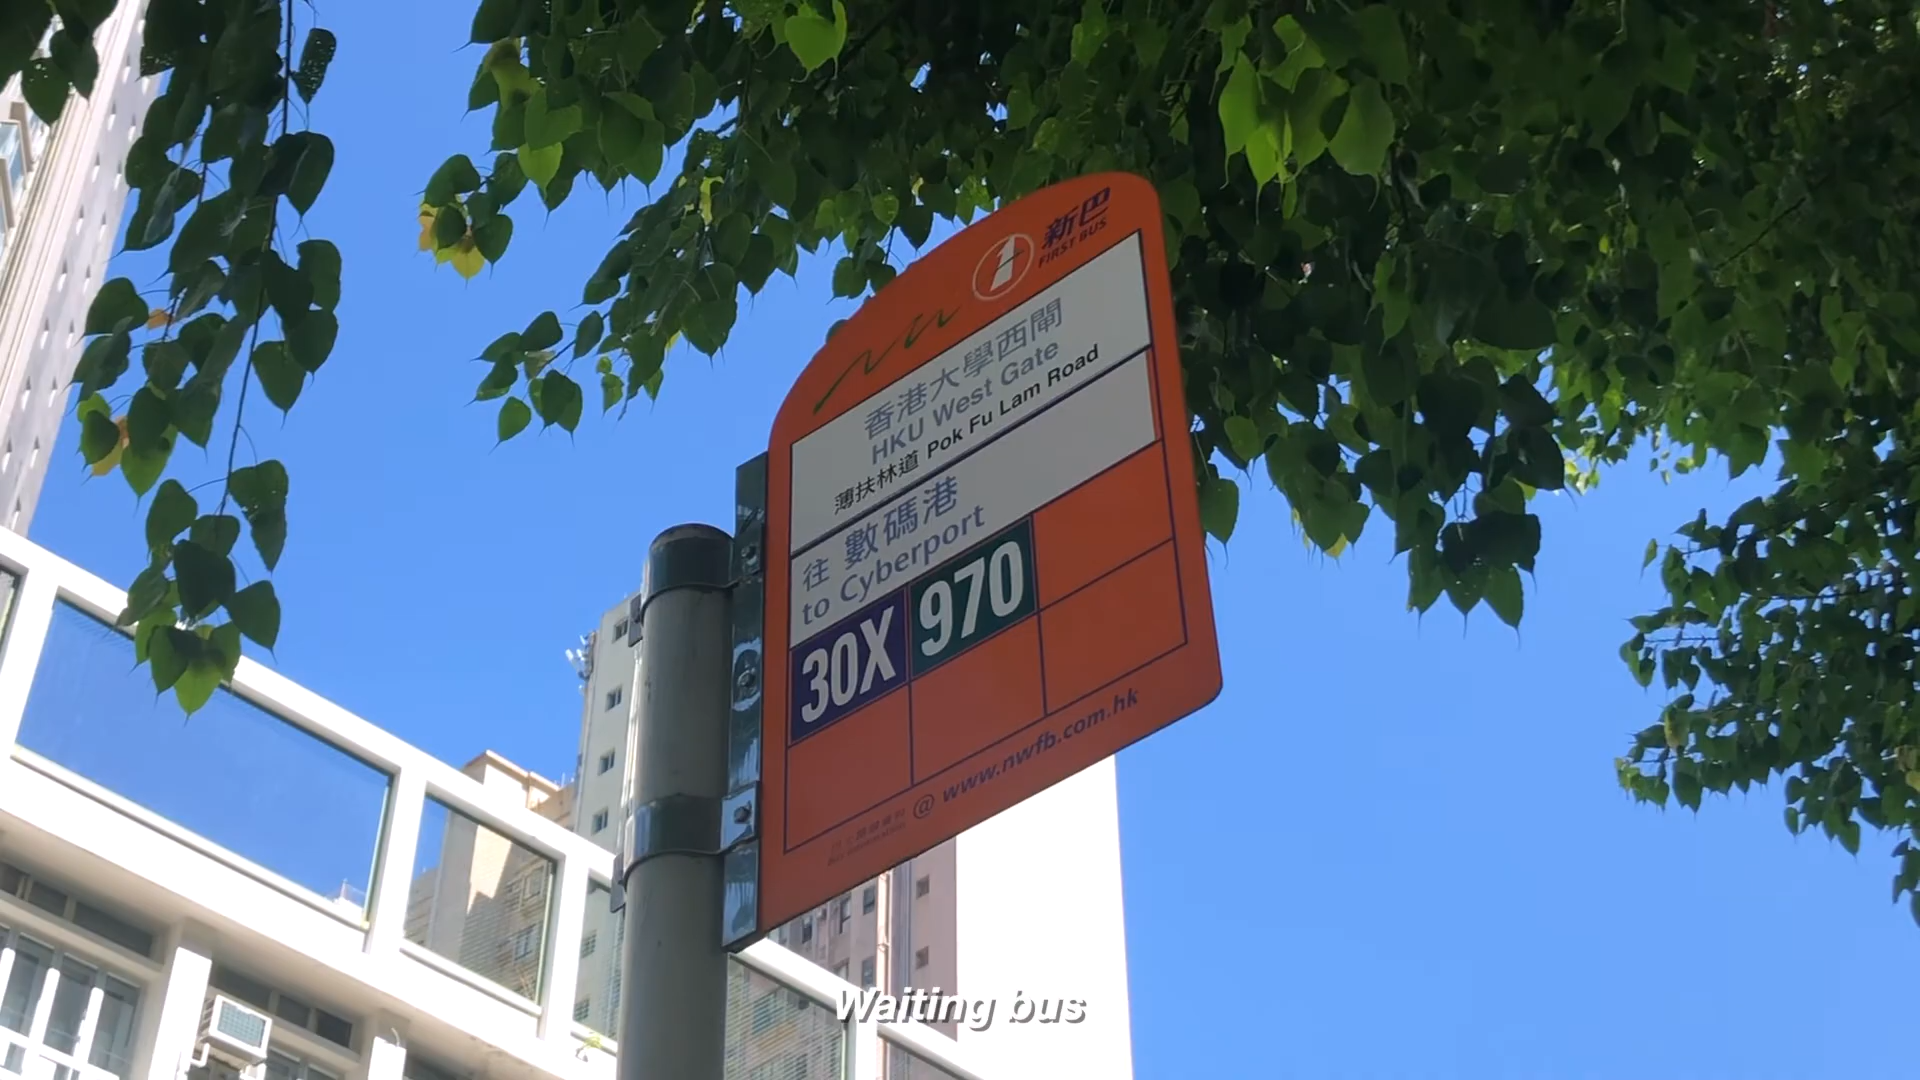 新巴
FIRST BUS
香港大學西閘
HKU West Gate
薄扶林道 Pok Fu Lam Road
往 數碼港
to Cyberport
30X 970
@ www.nwfb.com.hk
Waiting bus